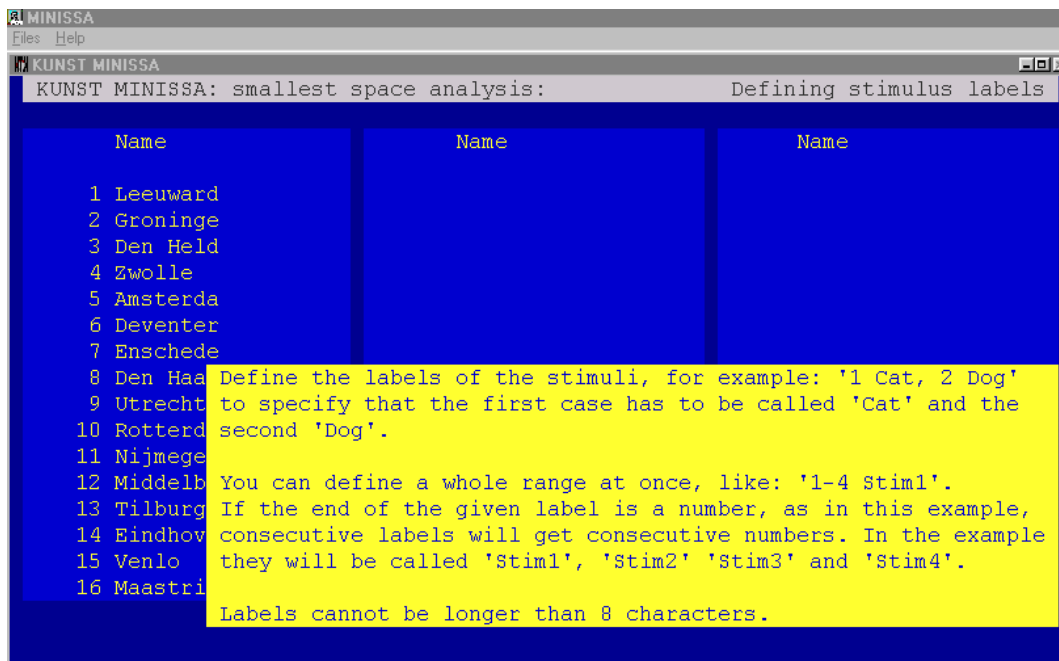 MINISSA
Files Help
KUNST MINISSA
KUNST MINISSA: smallest space analysis: Defining stimulus labels
Name Name Name
1 Leeuward
2 Groninge
3 Den Held
4 Zwolle
5 Amsterda
6 Deventer
7 Enschede
8 Den Haa
9 Utrecht
10 Rotterd
11 Nijmege
12 Middelb
13 Tilburg
14 Eindhov
15 Venlo
16 Maastri
Define the labels of the stimuli, for example: '1 Cat, 2 Dog'
to specify that the first case has to be called 'Cat' and the
second 'Dog'.
You can define a whole range at once, like: '1-4 Stim1'.
If the end of the given label is a number, as in this example,
consecutive labels will get consecutive numbers. In the example
they will be called 'Stim1', 'Stim2' 'Stim3' and 'Stim4'.
Labels cannot be longer than 8 characters.